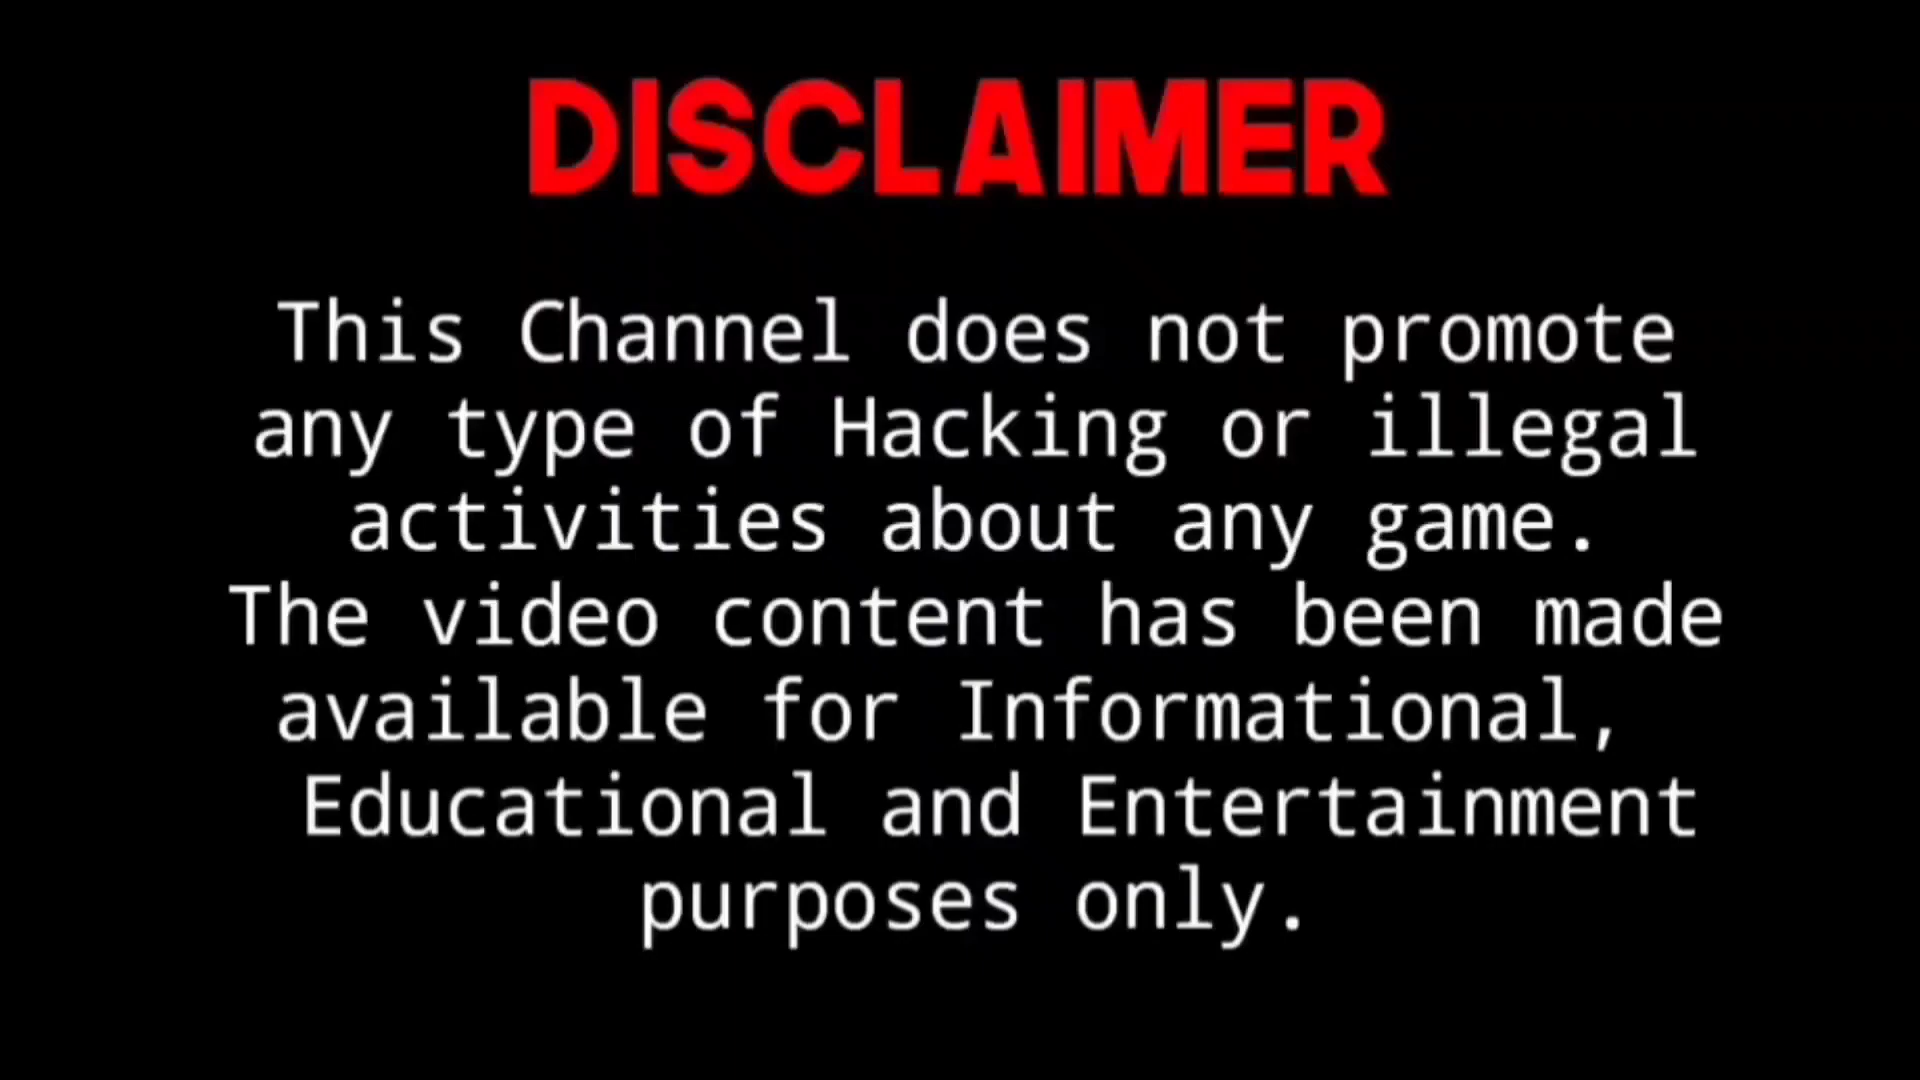 DISCLAIMER
This Channel does not promote
any type of Hacking or illegal
activities about any game.
The video content has been made
available for Informational,
Educational and Entertainment
purposes only.